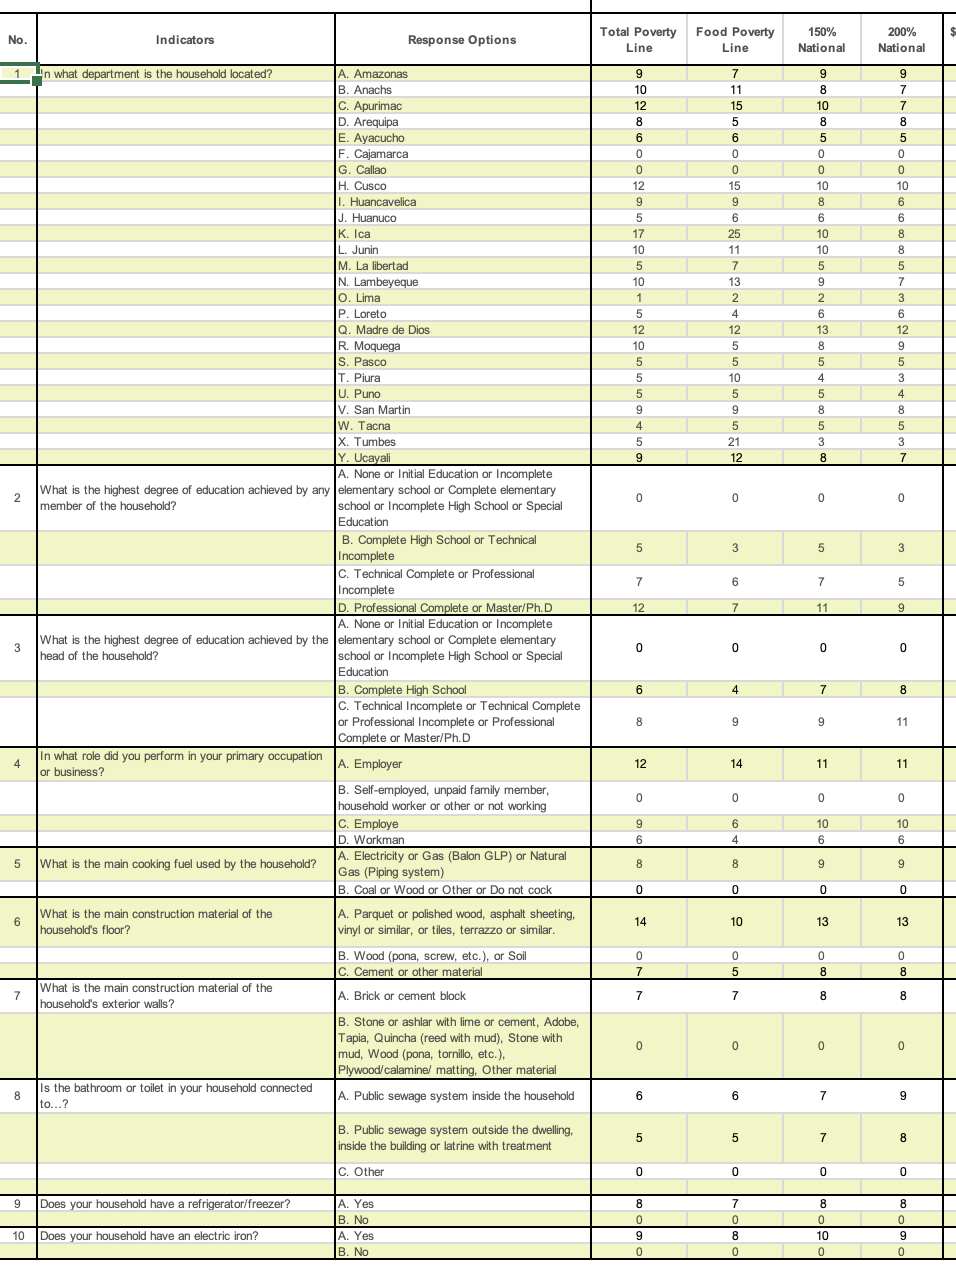 No. Indicators Response Options Total Poverty Line Food Poverty Line 150% National 200% National $
1 In what department is the household located? A. Amazonas 9 7 9 9
B. Anachs 10 11 8 7
C. Apurimac 12 15 10 7
D. Arequipa 8 5 8 8
E. Ayacucho 6 6 5 5
F. Cajamarca 0 0 0 0
G. Callao 0 0 0 0
H. Cusco 12 15 10 10
I. Huancavelica 9 9 8 6
J. Huanuco 5 6 6 6
K. Ica 17 25 10 8
L. Junin 10 11 10 8
M. La libertad 5 7 5 5
N. Lambeyeque 10 13 9 7
O. Lima 1 2 2 3
P. Loreto 5 4 6 6
Q. Madre de Dios 12 12 13 12
R. Moquega 10 5 8 9
S. Pasco 5 5 5 5
T. Piura 5 10 4 3
U. Puno 5 5 5 4
V. San Martin 9 9 8 8
W. Tacna 4 5 5 5
X. Tumbes 5 21 3 3
Y. Ucayali 9 12 8 7
2 What is the highest degree of education achieved by any
member of the household?
A. None or Initial Education or Incomplete
elementary school or Complete elementary
school or Incomplete High School or Special
Education
0 0 0 0
B. Complete High School or Technical
Incomplete
5 3 5 3
C. Technical Complete or Professional
Incomplete
7 6 7 5
D. Professional Complete or Master/Ph.D 12 7 11 9
3 What is the highest degree of education achieved by the
head of the household?
A. None or Initial Education or Incomplete
elementary school or Complete elementary
school or Incomplete High School or Special
Education
0 0 0 0
B. Complete High School 6 4 7 8
C. Technical Incomplete or Technical Complete
or Professional Incomplete or Professional
Complete or Master/Ph.D
8 9 9 11
4 In what role did you perform in your primary occupation
or business?
A. Employer 12 14 11 11
B. Self-employed, unpaid family member,
household worker or other or not working
0 0 0 0
C. Employe 9 6 10 10
D. Workman 6 4 6 6
5 What is the main cooking fuel used by the household?
A. Electricity or Gas (Balon GLP) or Natural
Gas (Piping system)
8 8 9 9
B. Coal or Wood or Other or Do not cock 0 0 0 0
6 What is the main construction material of the
household's floor?
A. Parquet or polished wood, asphalt sheeting,
vinyl or similar, or tiles, terrazzo or similar.
14 10 13 13
B. Wood (pona, screw, etc.), or Soil 0 0 0 0
C. Cement or other material 7 5 8 8
7 What is the main construction material of the
household's exterior walls?
A. Brick or cement block 7 7 8 8
B. Stone or ashlar with lime or cement, Adobe,
Tapia, Quincha (reed with mud), Stone with
mud, Wood (pona, tornillo, etc.),
Plywood/calamine/ matting, Other material
0 0 0 0
8 Is the bathroom or toilet in your household connected
to...?
A. Public sewage system inside the household 6 6 7 9
B. Public sewage system outside the dwelling,
inside the building or latrine with treatment
5 5 7 8
C. Other 0 0 0 0
9 Does your household have a refrigerator/freezer? A. Yes 8 7 8 8
B. No 0 0 0 0
10 Does your household have an electric iron? A. Yes 9 8 10 9
B. No 0 0 0 0